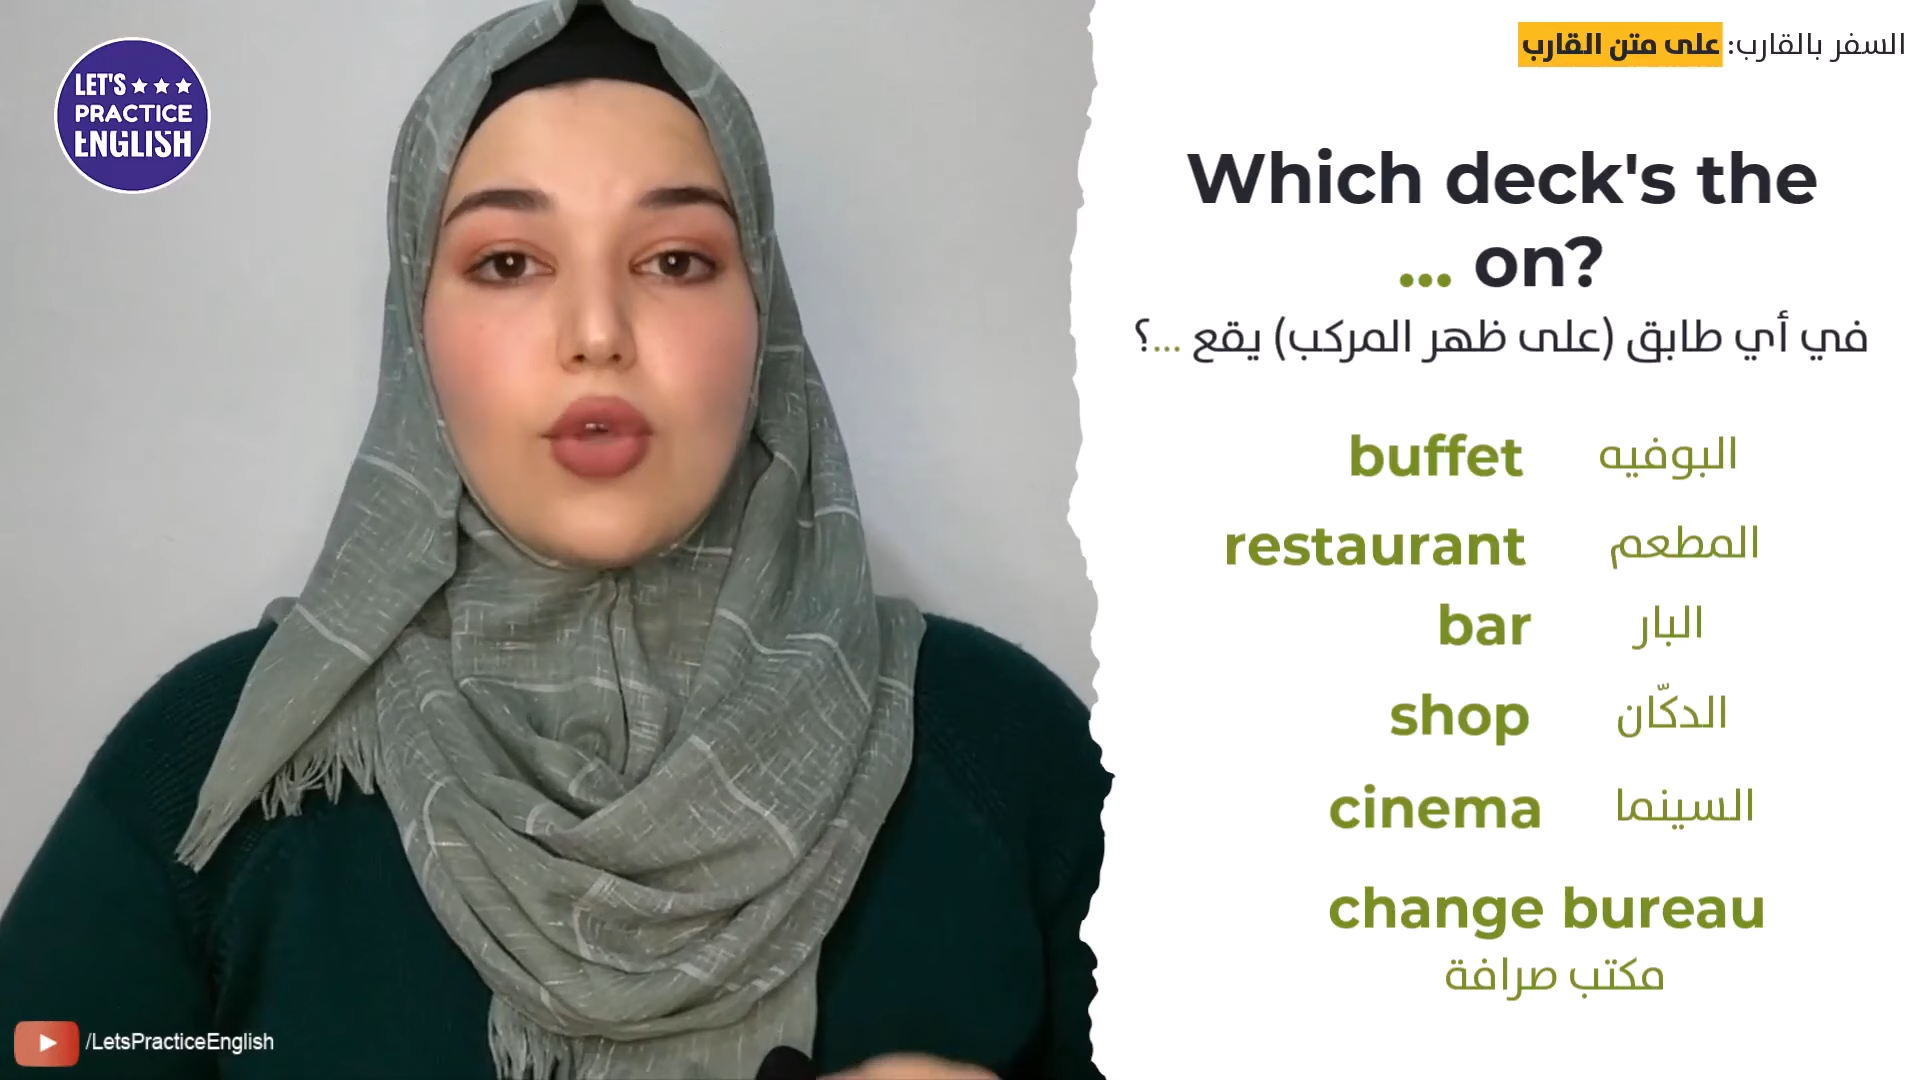 LET'S
PRACTICE
ENGLISH
السفر بالقارب: على متن القارب
Which deck's the
... on?
في أي طابق (على ظهر المركب) يقع ...؟
buffet البوفيه
restaurant المطعم
bar البار
shop الدكّان
cinema السينما
change bureau
مكتب صرافة
/LetsPracticeEnglish